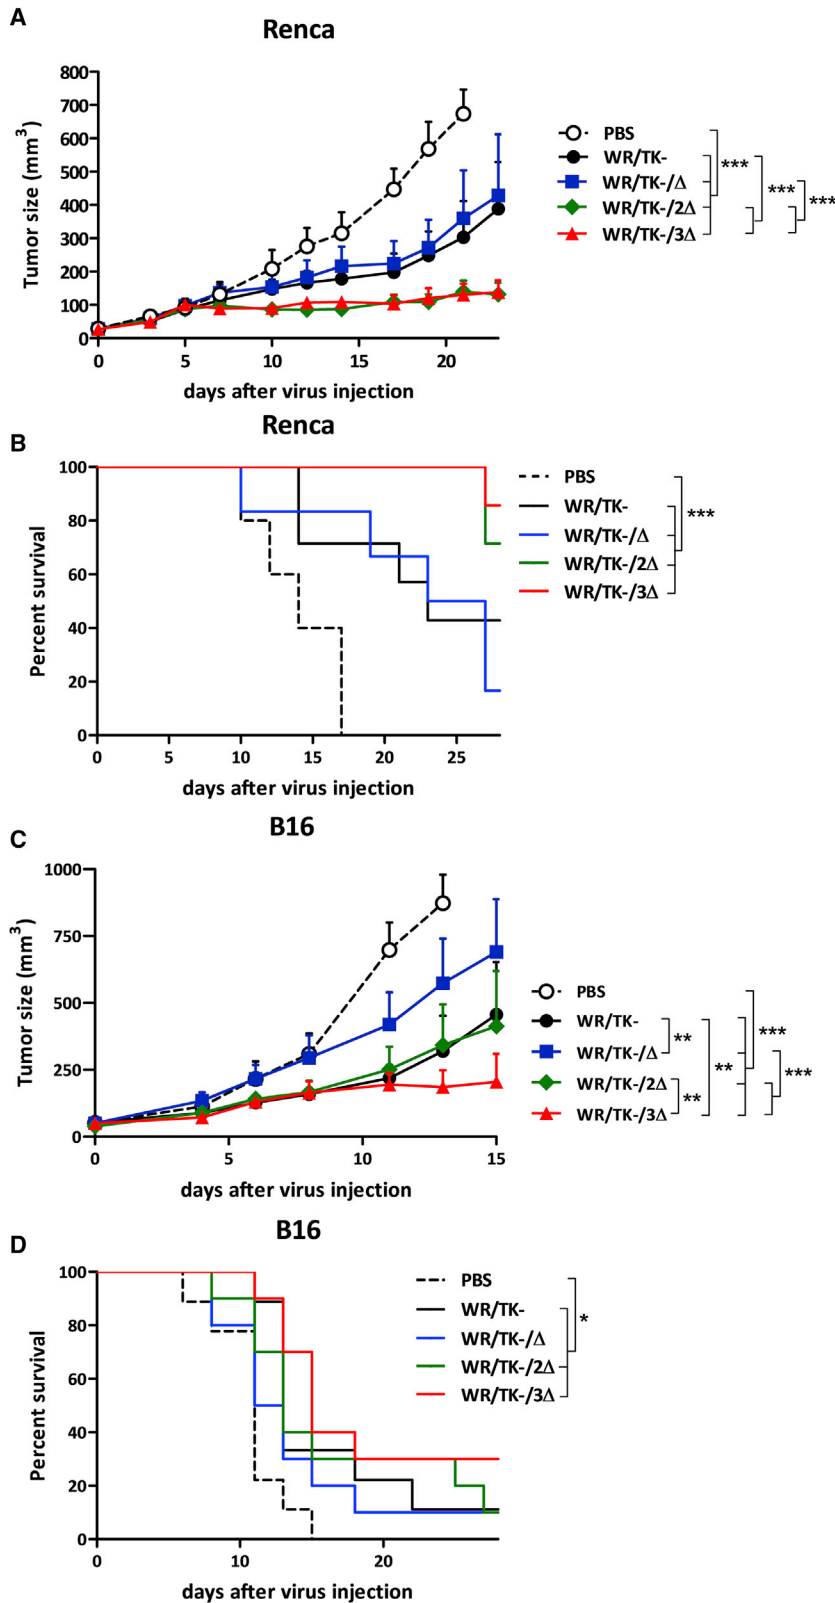 A
Renca
Tumor size (mm³)
800
700
600
500
400
300
200
100
0
0 5 10 15 20
days after virus injection
PBS
WR/TK-
WR/TK-/Δ
WR/TK-/2Δ
WR/TK-/3Δ
*** *** ***
B
Renca
Percent survival
100
80
60
40
20
0
0 5 10 15 20 25
days after virus injection
PBS
WR/TK-
WR/TK-/Δ
WR/TK-/2Δ
WR/TK-/3Δ
***
C
B16
Tumor size (mm³)
1000
750
500
250
0
0 5 10 15
days after virus injection
PBS
WR/TK-
WR/TK-/Δ
WR/TK-/2Δ
WR/TK-/3Δ
** ** ** *** ***
D
B16
Percent survival
100
80
60
40
20
0
0 10 20
days after virus injection
PBS
WR/TK-
WR/TK-/Δ
WR/TK-/2Δ
WR/TK-/3Δ
*